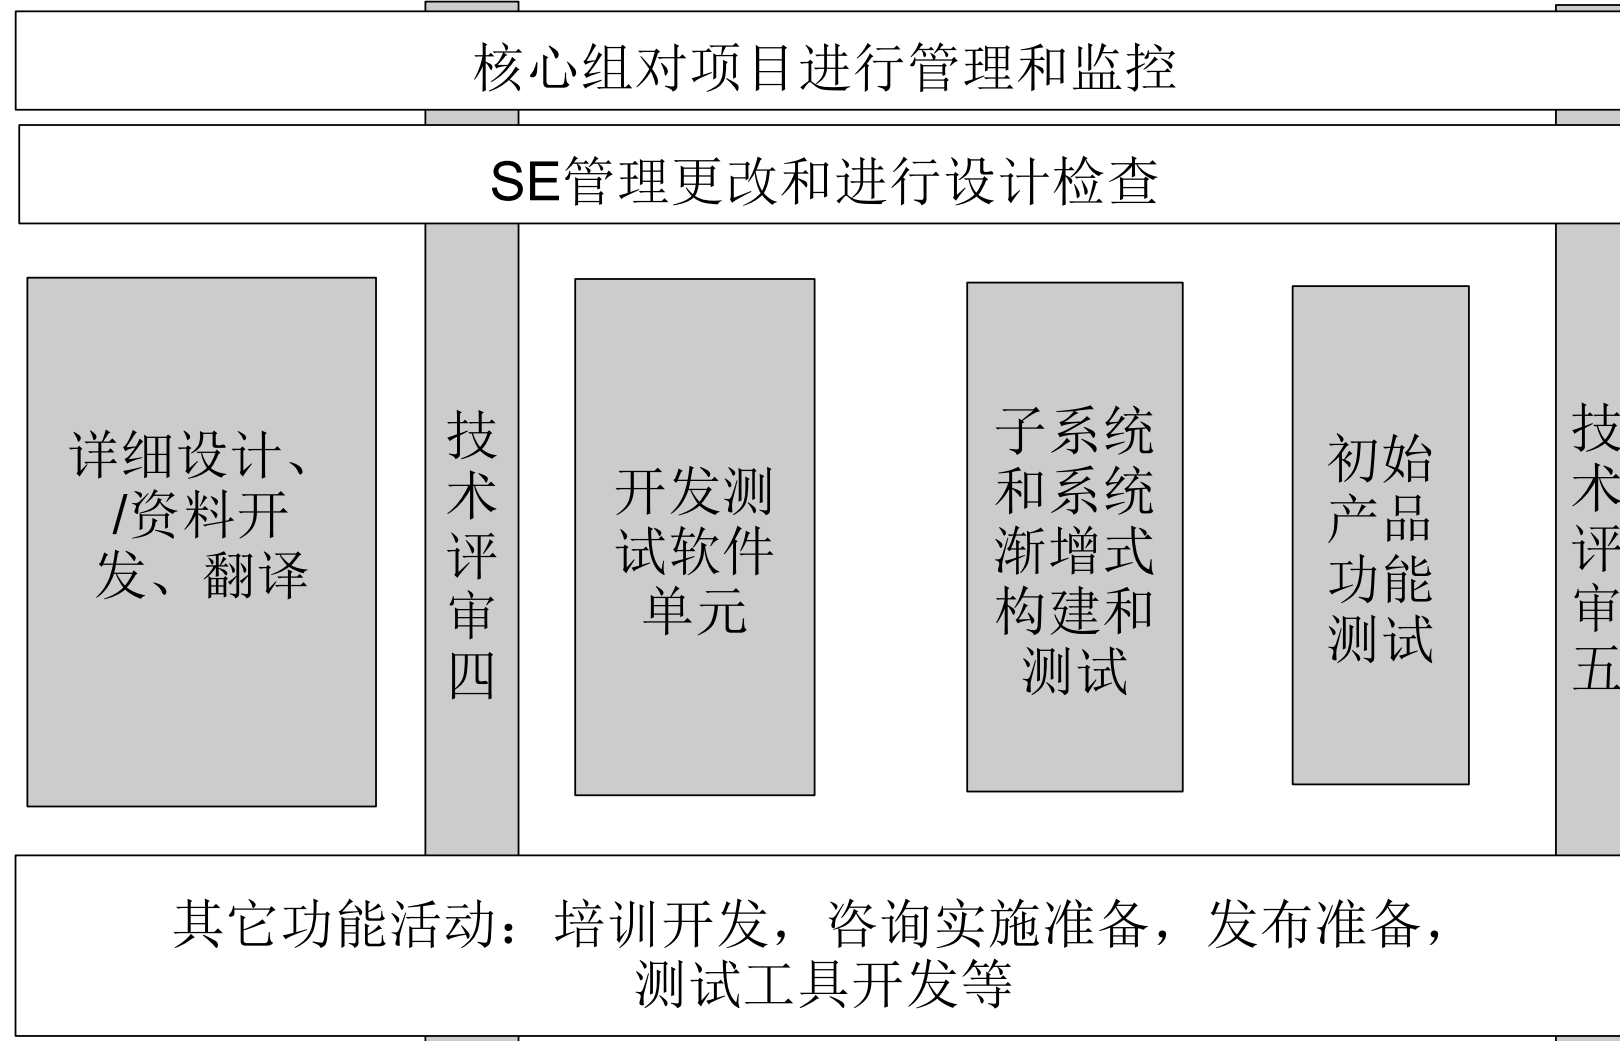 核心组对项目进行管理和监控
SE管理更改和进行设计检查
详细设计、
/资料开
发、翻译
技
术
评
审
四
开发测
试软件
单元
子系统
和系统
渐增式
构建和
测试
初始
产品
功能
测试
技
术
评
审
五
其它功能活动：培训开发，咨询实施准备，发布准备，
测试工具开发等